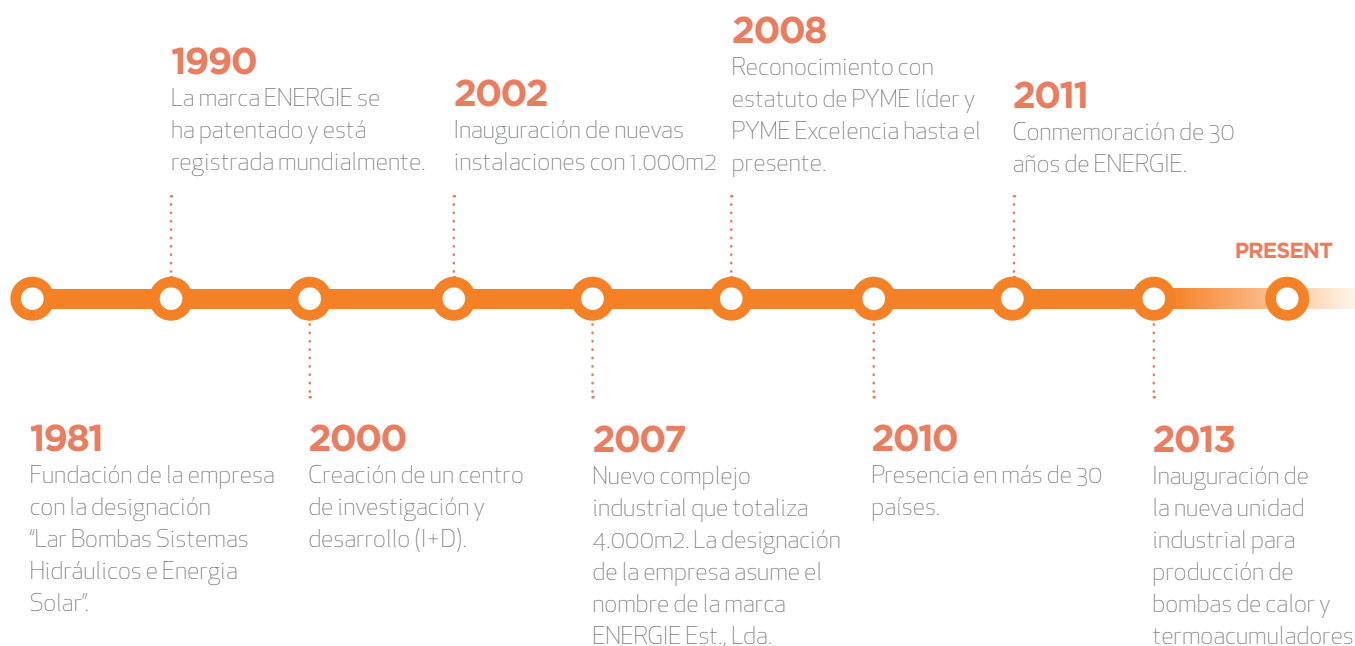 1990
La marca ENERGIE se
ha patentado y está
registrada mundialmente.
2002
Inauguración de nuevas
instalaciones con 1.000m2
2008
Reconocimiento con
estatuto de PYME líder y
PYME Excelencia hasta el
presente.
2011
Conmemoración de 30
años de ENERGIE.
PRESENT
1981
Fundación de la empresa
con la designación
“Lar Bombas Sistemas
Hidráulicos e Energia
Solar”.
2000
Creación de un centro
de investigación y
desarrollo (I+D).
2007
Nuevo complejo
industrial que totaliza
4.000m2. La designación
de la empresa asume el
nombre de la marca
ENERGIE Est., Lda.
2010
Presencia en más de 30
países.
2013
Inauguración de
la nueva unidad
industrial para
producción de
bombas de calor y
termoacumuladores